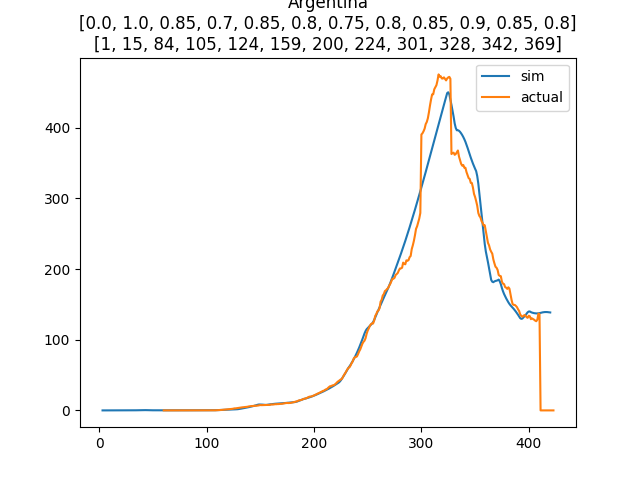 Argentina
[0.0, 1.0, 0.85, 0.7, 0.85, 0.8, 0.75, 0.8, 0.85, 0.9, 0.85, 0.8]
[1, 15, 84, 105, 124, 159, 200, 224, 301, 328, 342, 369]
sim
actual
400
300
200
100
0
0 100 200 300 400